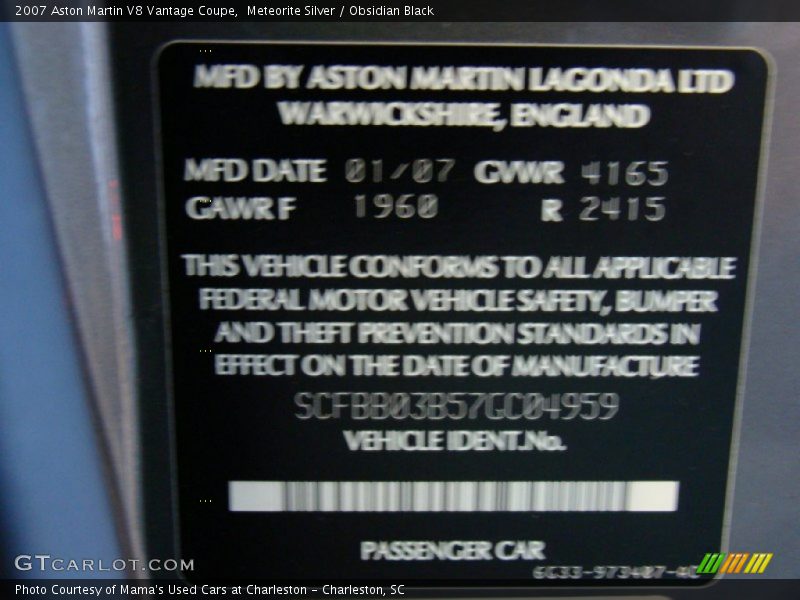 2007 Aston Martin V8 Vantage Coupe,  Meteorite Silver / Obsidian Black
MFD BY ASTON MARTIN LAGONDA LTD
WARWICKSHIRE, ENGLAND
MFD DATE 01/07 GVWR 4165
GAWR F 1960 R 2415
THIS VEHICLE CONFORMS TO ALL APPLICABLE
FEDERAL MOTOR VEHICLE SAFETY, BUMPER
AND THEFT PREVENTION STANDARDS IN
EFFECT ON THE DATE OF MANUFACTURE
SCFBB03B57GC04959
VEHICLE IDENT.No.
PASSENGER CAR
6G33-973407-4C
GTCARLOT.COM
Photo Courtesy of Mama's Used Cars at Charleston - Charleston, SC